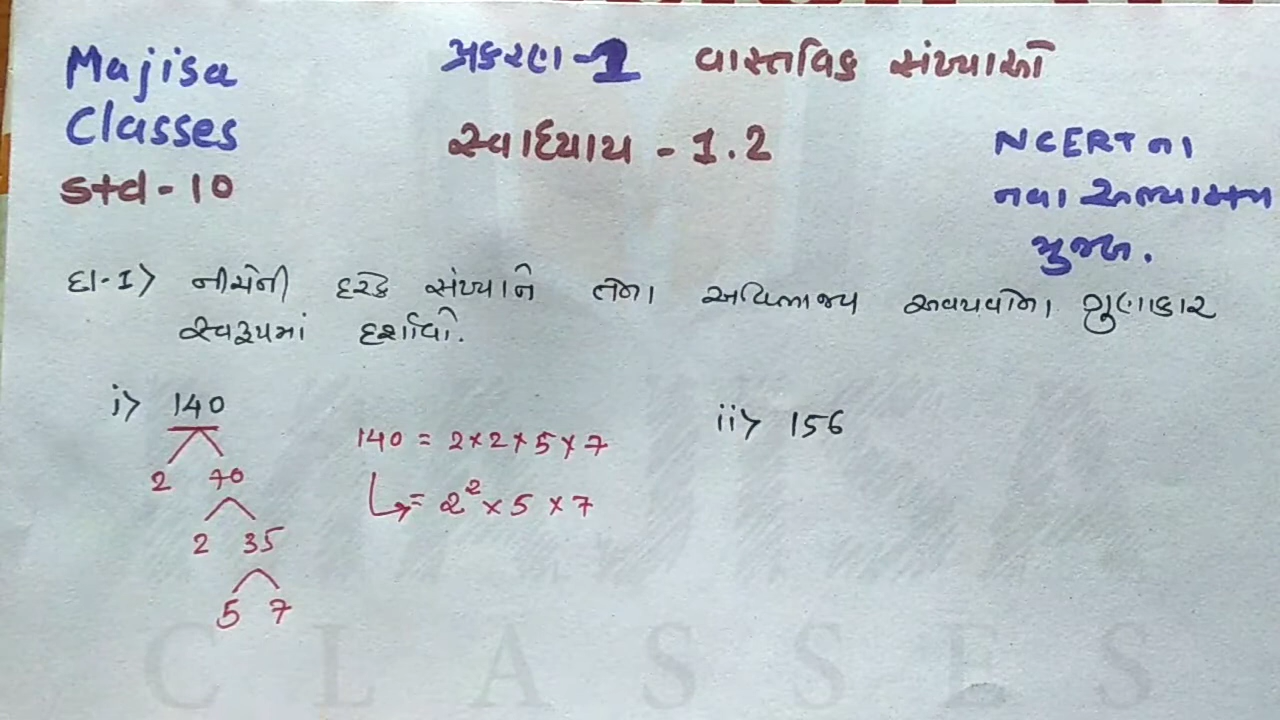 Majisa
Classes
Std-10
પ્રકરણ-1 વાસ્તવિક સંખ્યાઓ
સ્વાધ્યાય - 1.2
NCERT ના
નવા અભ્યાસક્રમ
મુજબ.
દા-1> નીચેની દરેક સંખ્યાને તેના અવિભાજ્ય અવયવોના ગુણાકાર
સ્વરૂપમાં દર્શાવો.
i> 140
2 70
2 35
5 7
140 = 2×2×5×7
= 2²×5×7
ii> 156
CLASSES